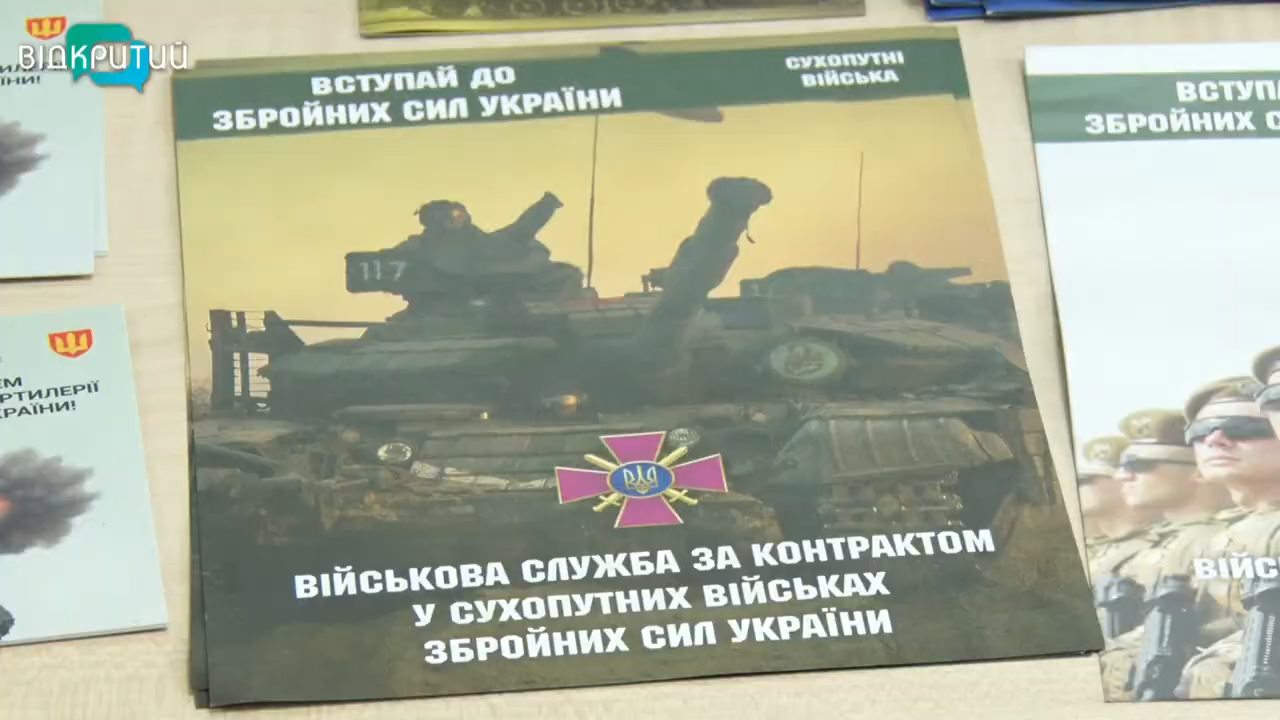 ВІДКРИТИЙ
ВСТУПАЙ ДО
ЗБРОЙНИХ СИЛ УКРАЇНИ
СУХОПУТНІ
ВІЙСЬКА
117
ВІЙСЬКОВА СЛУЖБА ЗА КОНТРАКТОМ
У СУХОПУТНИХ ВІЙСЬКАХ
ЗБРОЙНИХ СИЛ УКРАЇНИ
ЗБРОЙНИХ